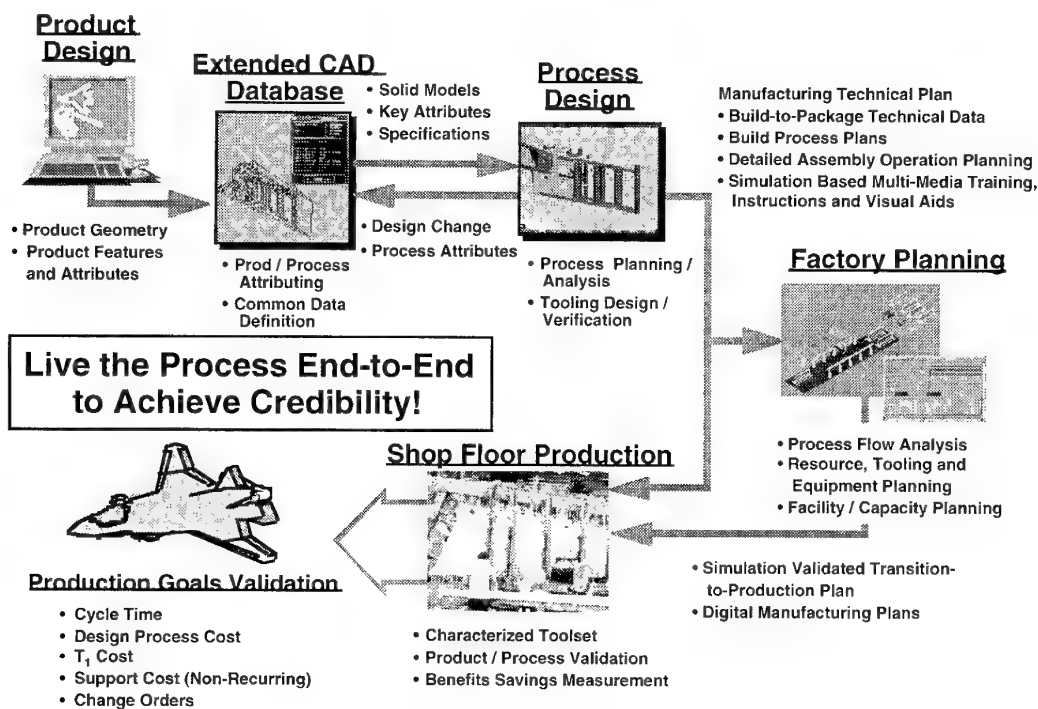 Product
Design
• Product Geometry
• Product Features
and Attributes
Extended CAD
Database
• Prod / Process
Attributing
• Common Data
Definition
• Solid Models
• Key Attributes
• Specifications
• Design Change
• Process Attributes
Process
Design
• Process Planning /
Analysis
• Tooling Design /
Verification
Manufacturing Technical Plan
• Build-to-Package Technical Data
• Build Process Plans
• Detailed Assembly Operation Planning
• Simulation Based Multi-Media Training,
Instructions and Visual Aids
Factory Planning
• Process Flow Analysis
• Resource, Tooling and
Equipment Planning
• Facility / Capacity Planning
Live the Process End-to-End
to Achieve Credibility!
Shop Floor Production
• Characterized Toolset
• Product / Process Validation
• Benefits Savings Measurement
• Simulation Validated Transition-
to-Production Plan
• Digital Manufacturing Plans
Production Goals Validation
• Cycle Time
• Design Process Cost
• T₁ Cost
• Support Cost (Non-Recurring)
• Change Orders